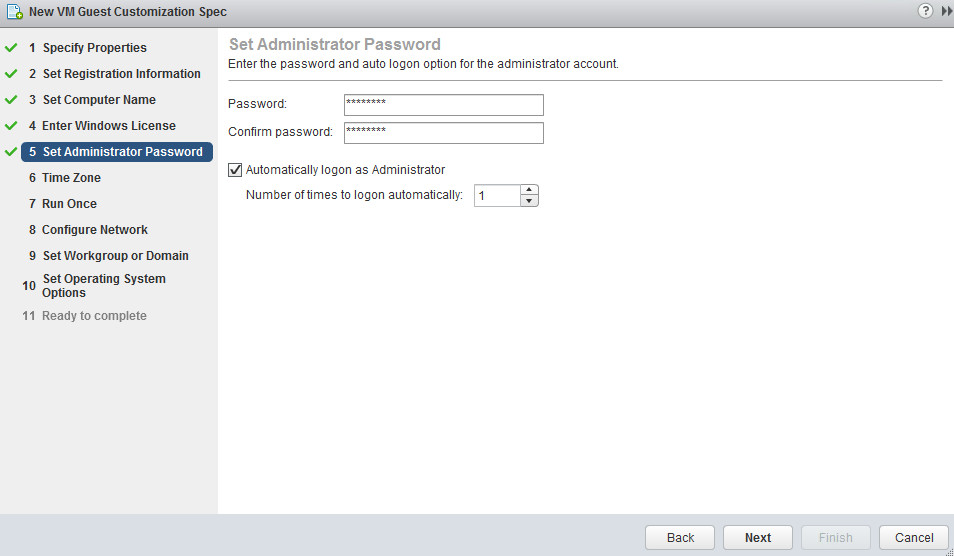 New VM Guest Customization Spec
?
1 Specify Properties
2 Set Registration Information
3 Set Computer Name
4 Enter Windows License
5 Set Administrator Password
6 Time Zone
7 Run Once
8 Configure Network
9 Set Workgroup or Domain
10 Set Operating System
Options
11 Ready to complete
Set Administrator Password
Enter the password and auto logon option for the administrator account.
Password: ********
Confirm password: ********
Automatically logon as Administrator
Number of times to logon automatically: 1
Back Next Finish Cancel